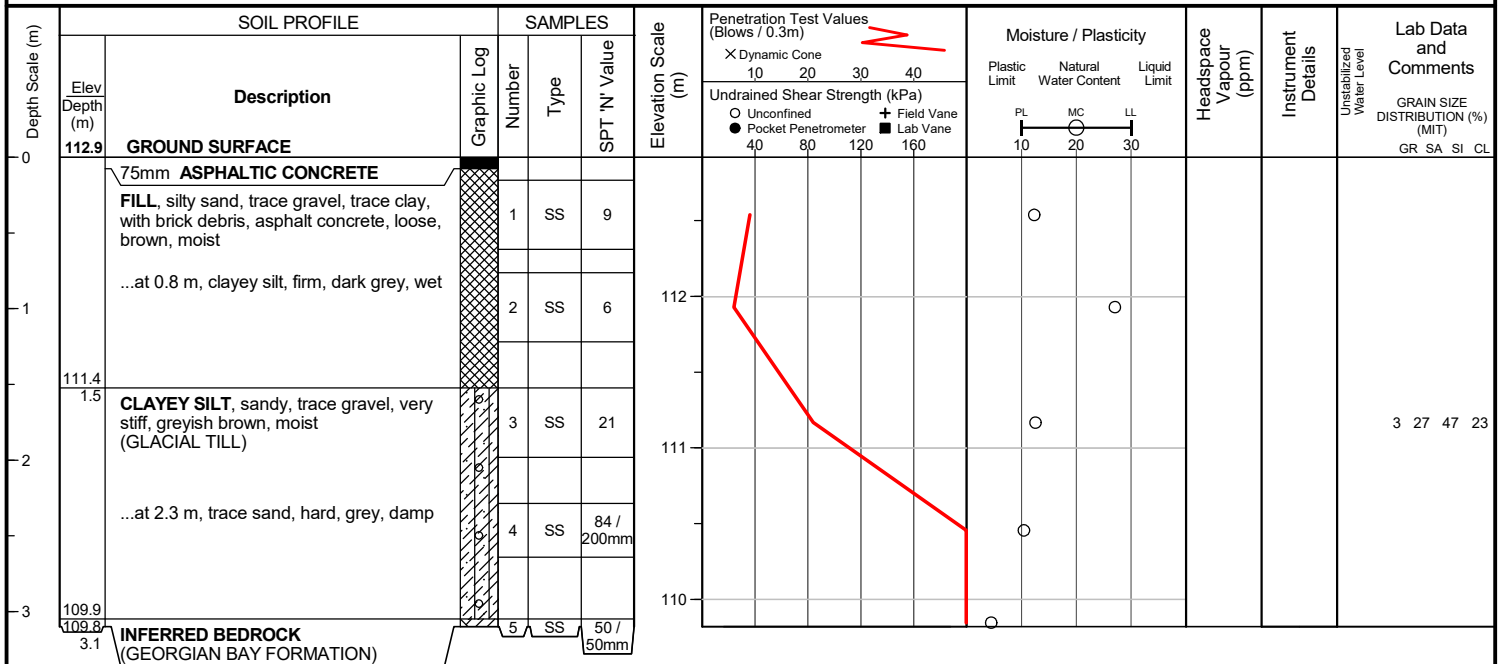 SOIL PROFILE
SAMPLES
Depth Scale (m)
Elev
Depth
(m)
112.9
Description
GROUND SURFACE
Graphic Log
Number
Type
SPT 'N' Value
Elevation Scale
(m)
Penetration Test Values
(Blows / 0.3m)
X Dynamic Cone
10 20 30 40
Undrained Shear Strength (kPa)
Unconfined
Field Vane
Pocket Penetrometer
Lab Vane
40 80 120 160
Moisture / Plasticity
Plastic
Limit
Natural
Water Content
Liquid
Limit
PL MC LL
10 20 30
Headspace
Vapour
(ppm)
Instrument
Details
Unstabilized
Water Level
Lab Data
and
Comments
GRAIN SIZE
DISTRIBUTION (%)
(MIT)
GR SA SI CL
0
75mm ASPHALTIC CONCRETE
FILL, silty sand, trace gravel, trace clay,
with brick debris, asphalt concrete, loose,
brown, moist
1 SS 9
...at 0.8 m, clayey silt, firm, dark grey, wet
1
2 SS 6
112
111.4
1.5
CLAYEY SILT, sandy, trace gravel, very
stiff, greyish brown, moist
(GLACIAL TILL)
3 SS 21
3 27 47 23
111
2
...at 2.3 m, trace sand, hard, grey, damp
4 SS 84 /
200mm
110
3
109.9
109.8
3.1
INFERRED BEDROCK
(GEORGIAN BAY FORMATION)
5 SS 50 /
50mm